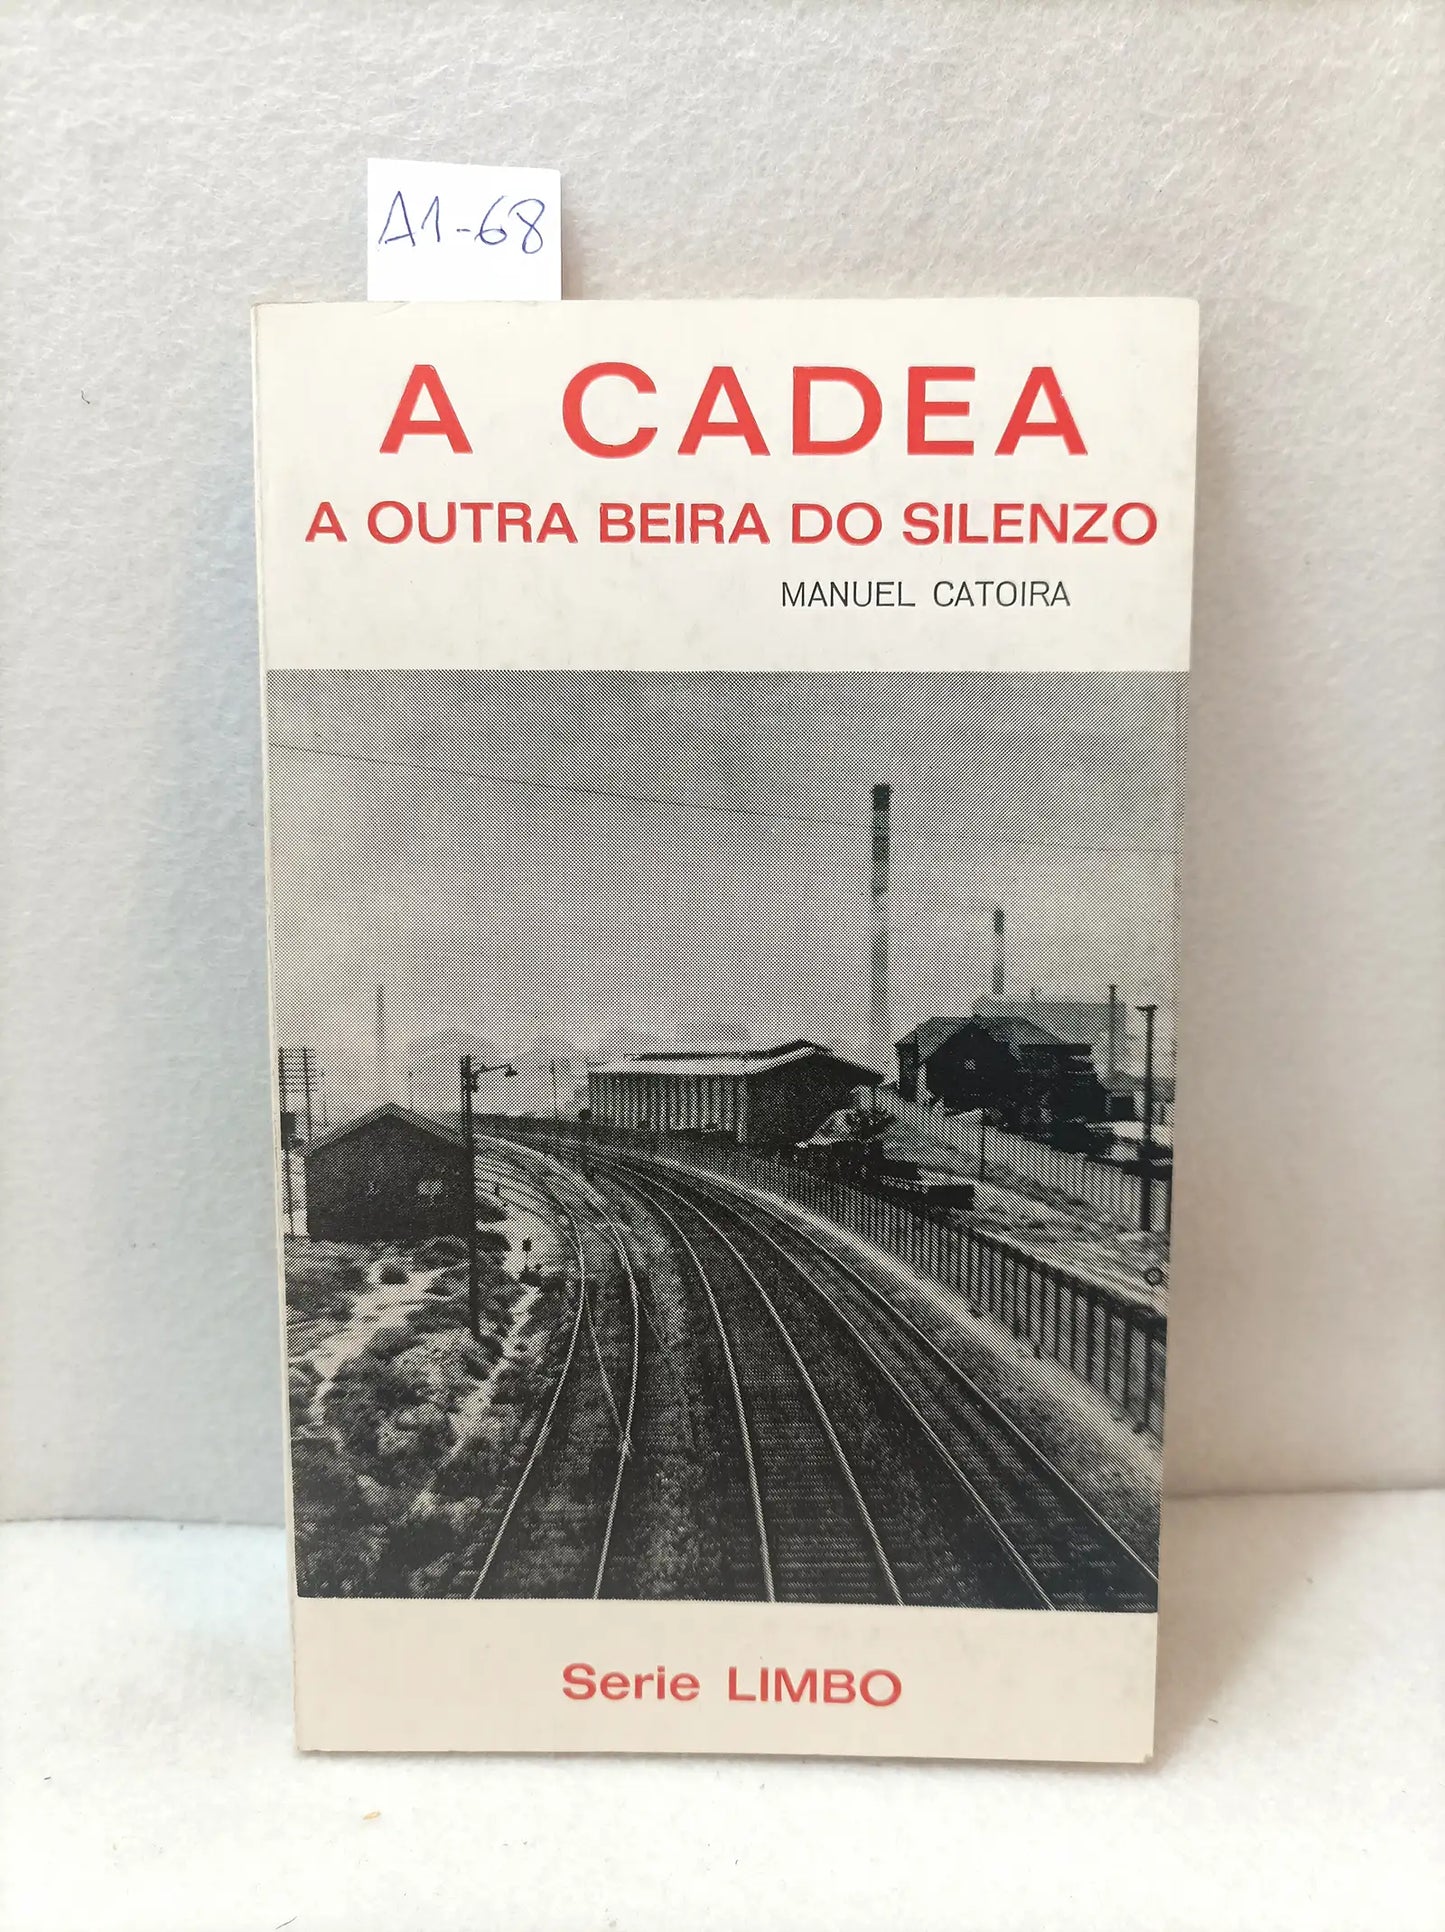 A1-68
A CADEA
A OUTRA BEIRA DO SILENZO
MANUEL CATOIRA
Serie LIMBO